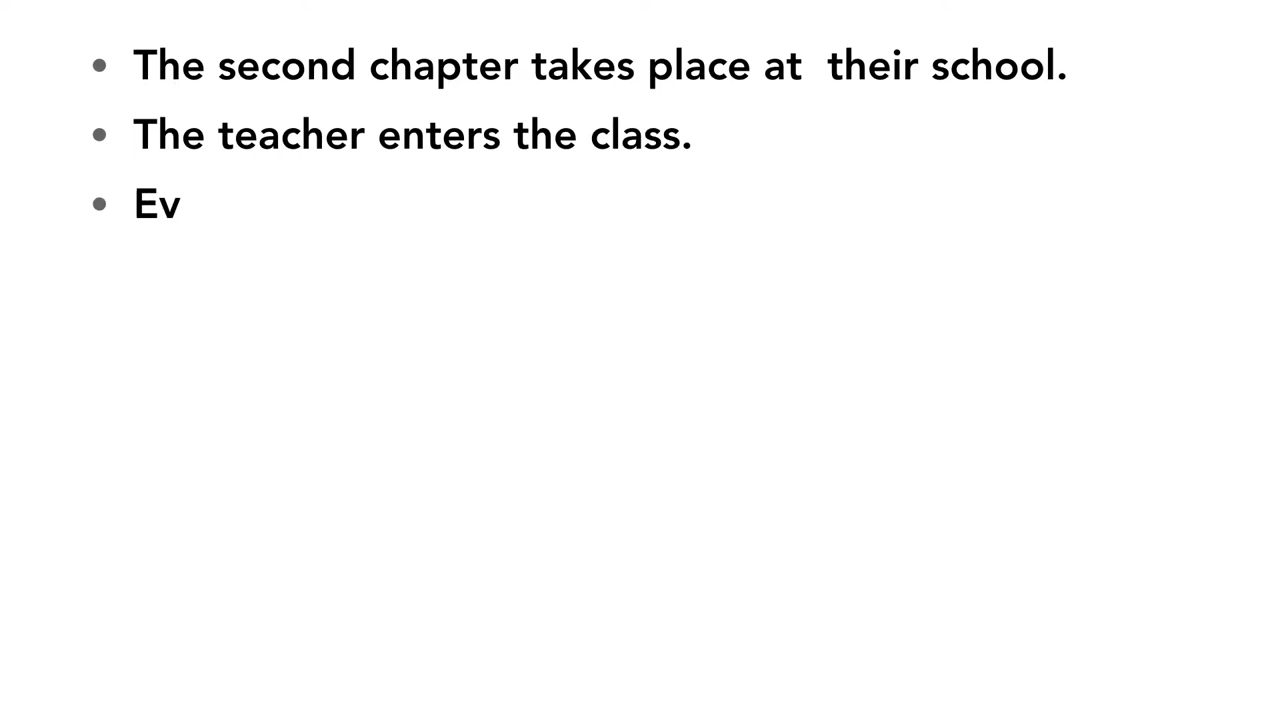 • The second chapter takes place at  their school.
• The teacher enters the class.
• Ev